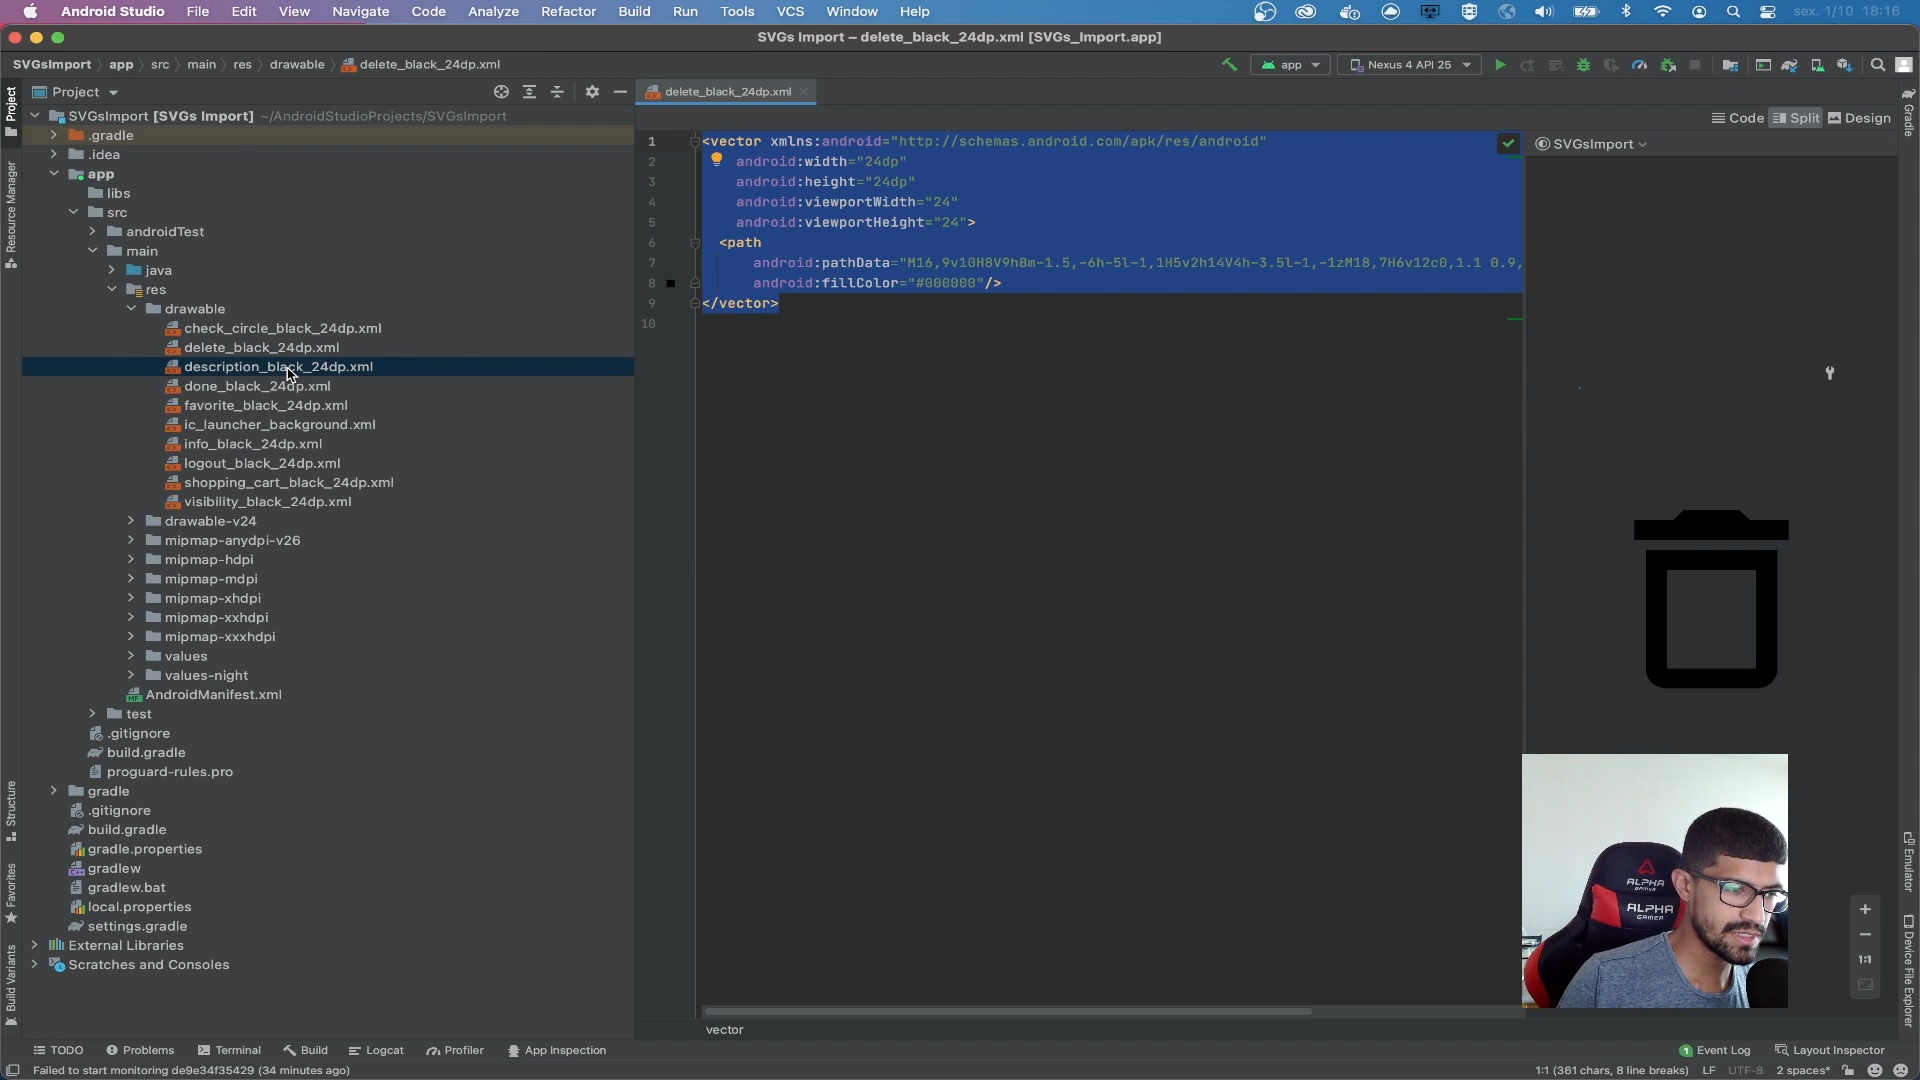 Android Studio File Edit View Navigate Code Analyze Refactor Build Run Tools VCS Window Help sex. 1/10 18:16
SVGs Import – delete_black_24dp.xml [SVGs_Import.app]
SVGsImport app src main res drawable delete_black_24dp.xml app Nexus 4 API 25
Project
Project
delete_black_24dp.xml
Gradle
SVGsImport [SVGs Import] ~/AndroidStudioProjects/SVGsImport
Code Split Design
.gradle
.idea
app
libs
src
androidTest
main
java
res
drawable
check_circle_black_24dp.xml
delete_black_24dp.xml
description_black_24dp.xml
done_black_24dp.xml
favorite_black_24dp.xml
ic_launcher_background.xml
info_black_24dp.xml
logout_black_24dp.xml
shopping_cart_black_24dp.xml
visibility_black_24dp.xml
drawable-v24
mipmap-anydpi-v26
mipmap-hdpi
mipmap-mdpi
mipmap-xhdpi
mipmap-xxhdpi
mipmap-xxxhdpi
values
values-night
AndroidManifest.xml
test
.gitignore
build.gradle
proguard-rules.pro
gradle
.gitignore
build.gradle
gradle.properties
gradlew
gradlew.bat
local.properties
settings.gradle
External Libraries
Scratches and Consoles
Resource Manager
Structure
Favorites
Build Variants
1 <vector xmlns:android="http://schemas.android.com/apk/res/android"
2 android:width="24dp"
3 android:height="24dp"
4 android:viewportWidth="24"
5 android:viewportHeight="24">
6 <path
7 android:pathData="M16,9v10H8V9h8m-1.5,-6h-5l-1,1H5v2h14V4h-3.5l-1,-1zM18,7H6v12c0,1.1 0.9,
8 android:fillColor="#000000"/>
9 </vector>
10
SVGsImport
ALPHA
GAMER
ALPHA
GAMER
1:1
Emulator
Device File Explorer
vector
TODO Problems Terminal Build Logcat Profiler App Inspection 1 Event Log Layout Inspector
Failed to start monitoring de9e34f35429 (34 minutes ago) 1:1 (361 chars, 8 line breaks) LF UTF-8 2 spaces*